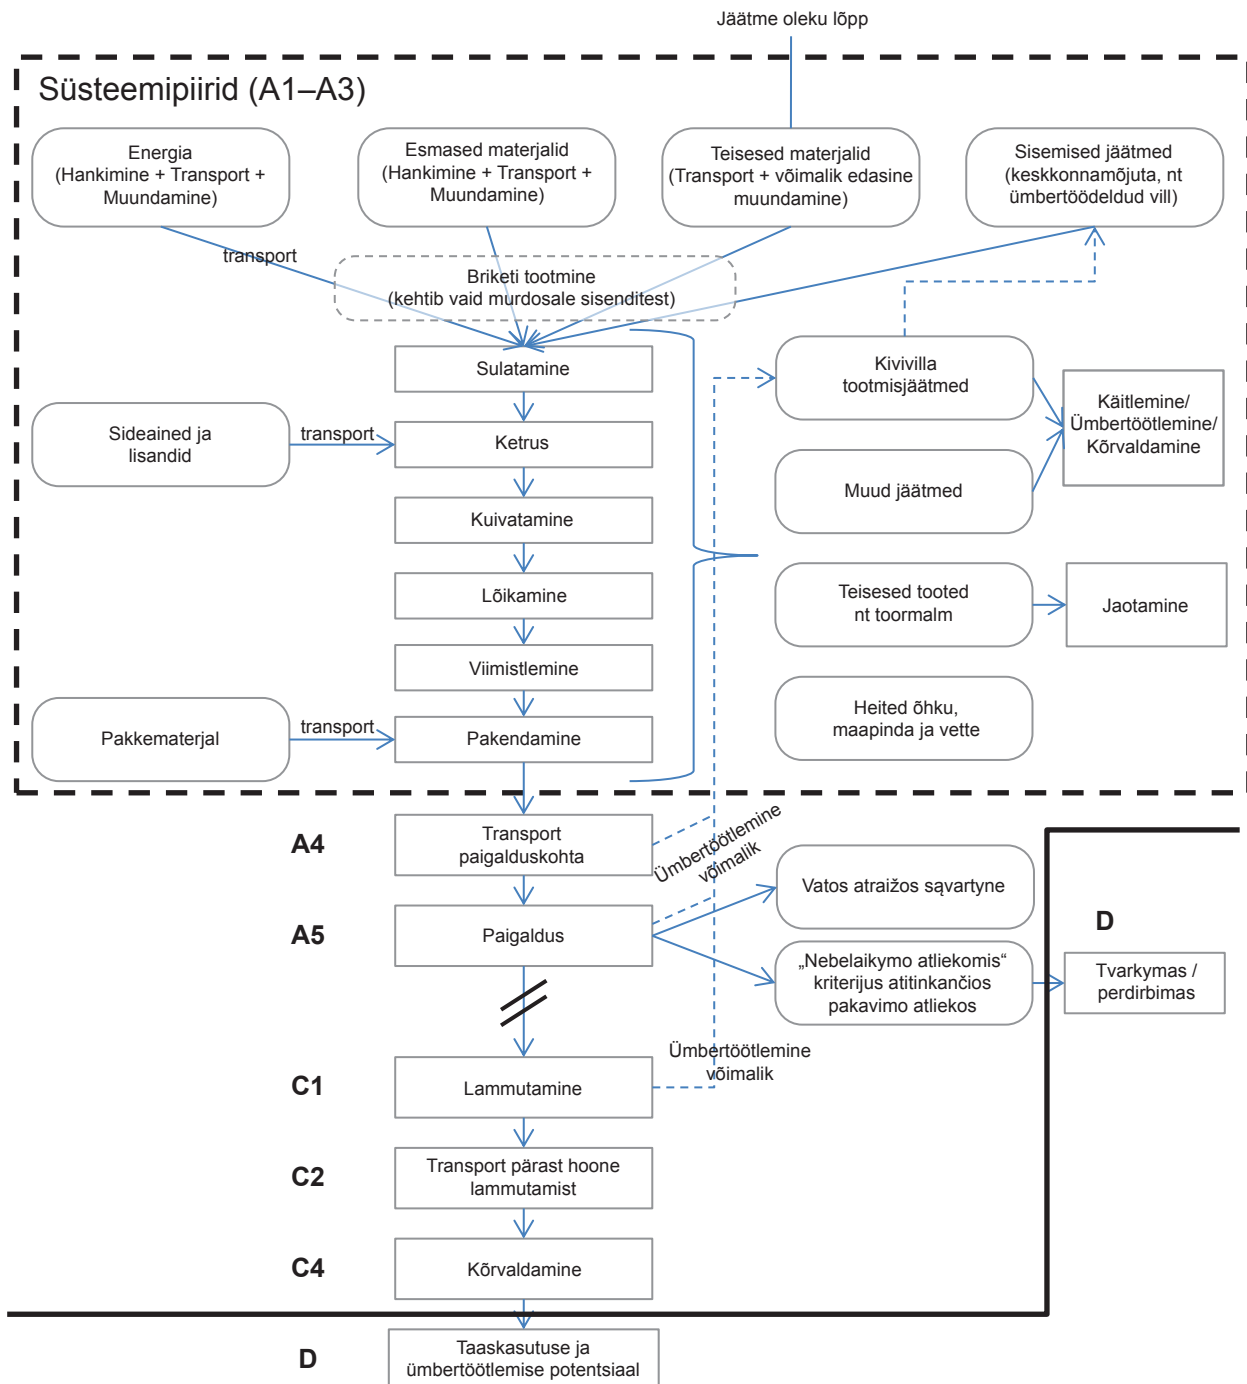 Jäätme oleku lõpp
Süsteemipiirid (A1–A3)
Energia
(Hankimine + Transport +
Muundamine)
Esmased materjalid
(Hankimine + Transport +
Muundamine)
Teisesed materjalid
(Transport + võimalik edasine
muundamine)
Sisemised jäätmed
(keskkonnamõjuta, nt
ümbertöödeldud vill)
transport
Briketi tootmine
(kehtib vaid murdosale sisenditest)
Sulatamine
Kivivilla
tootmisjäätmed
Käitlemine/
Ümbertöötlemine/
Kõrvaldamine
Sideained ja
lisandid
transport
Ketrus
Muud jäätmed
Kuivatamine
Lõikamine
Teisesed tooted
nt toormalm
Jaotamine
Viimistlemine
Heited õhku,
maapinda ja vette
Pakkematerjal
transport
Pakendamine
A4
Transport
paigalduskohta
Ümbertöötlemine
võimalik
Vatos atraižos sąvartyne
A5
Paigaldus
D
„Nebelaikymo atliekomis“
kriterijus atitinkančios
pakavimo atliekos
Tvarkymas /
perdirbimas
Ümbertöötlemine
võimalik
C1
Lammutamine
C2
Transport pärast hoone
lammutamist
C4
Kõrvaldamine
D
Taaskasutuse ja
ümbertöötlemise potentsiaal